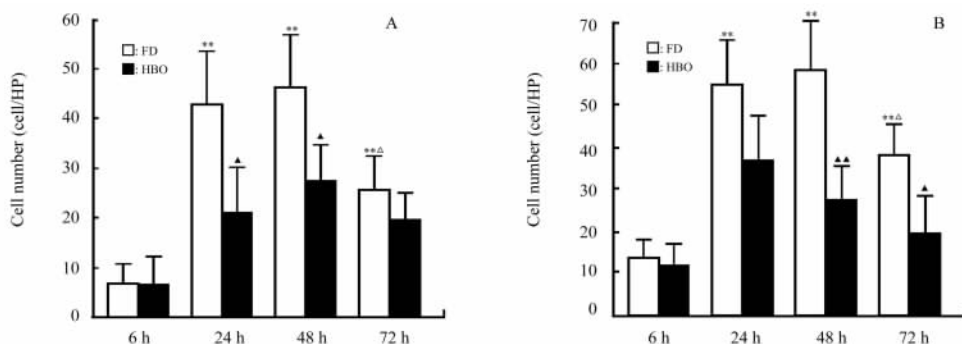 A
Cell number (cell/HP)
60
50
40
30
20
10
0
: FD
: HBO
**
▲
**
▲
**△
6 h
24 h
48 h
72 h
B
Cell number (cell/HP)
70
60
50
40
30
20
10
0
: FD
: HBO
**
**
▲▲
**△
▲
6 h
24 h
48 h
72 h